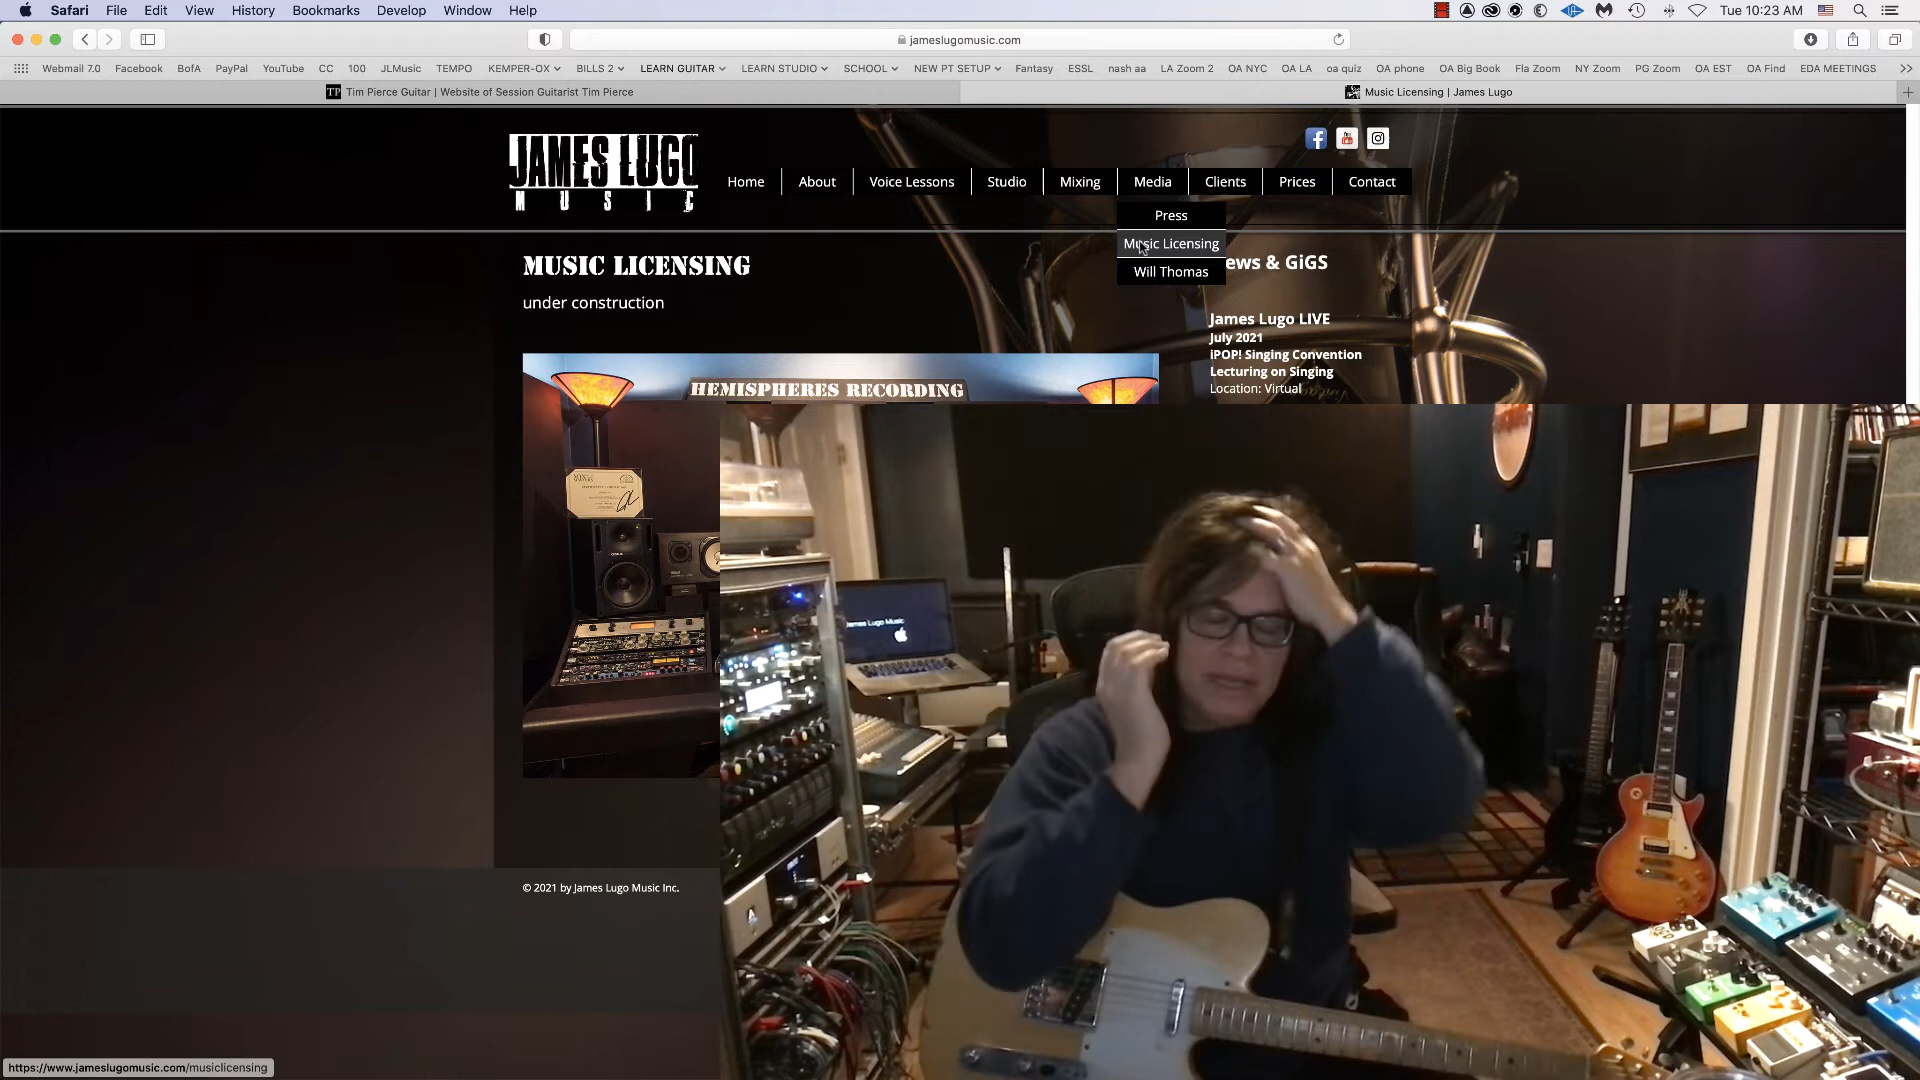 Safari File Edit View History Bookmarks Develop Window Help Tue 10:23 AM
jameslugomusic.com
Webmail 7.0 Facebook BofA PayPal YouTube CC 100 JLMusic TEMPO KEMPER-OX BILLS 2 LEARN GUITAR LEARN STUDIO SCHOOL NEW PT SETUP Fantasy ESSL nash aa LA Zoom 2 OA NYC OA LA oa quiz OA phone OA Big Book Fla Zoom NY Zoom PG Zoom OA EST OA Find EDA MEETINGS
TP Tim Pierce Guitar | Website of Session Guitarist Tim Pierce Music Licensing | James Lugo
JAMES LUGO
MUSIC
Home About Voice Lessons Studio Mixing Media Clients Prices Contact
Press
Music Licensing
Will Thomas
MUSIC LICENSING
under construction
ews & GiGS
James Lugo LIVE
July 2021
iPOP! Singing Convention
Lecturing on Singing
Location: Virtual
HEMISPHERES RECORDING
James Lugo Music
© 2021 by James Lugo Music Inc.
https://www.jameslugomusic.com/musiclicensing